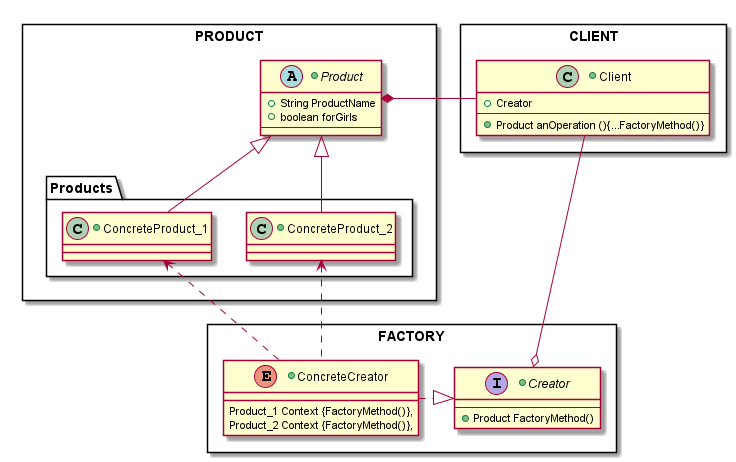 PRODUCT
CLIENT
A Product
String ProductName
boolean forGirls
C Client
Creator
Product anOperation (){...FactoryMethod()}
Products
C ConcreteProduct_1
C ConcreteProduct_2
FACTORY
E ConcreteCreator
Product_1 Context {FactoryMethod()},
Product_2 Context {FactoryMethod()},
I Creator
Product FactoryMethod()